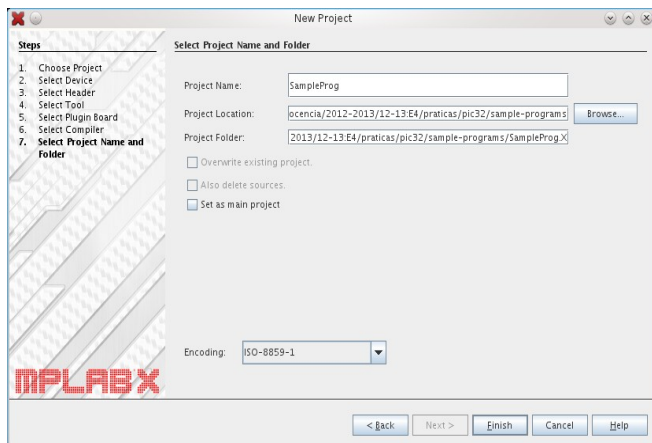 New Project
Steps
1. Choose Project
2. Select Device
3. Select Header
4. Select Tool
5. Select Plugin Board
6. Select Compiler
7. Select Project Name and
Folder
MPLAB X
Select Project Name and Folder
Project Name: SampleProg
Project Location: ocencia/2012-2013/12-13:E4/praticas/pic32/sample-programs Browse...
Project Folder: 2013/12-13:E4/praticas/pic32/sample-programs/SampleProg.X
Overwrite existing project.
Also delete sources.
Set as main project
Encoding: ISO-8859-1
< Back Next > Finish Cancel Help